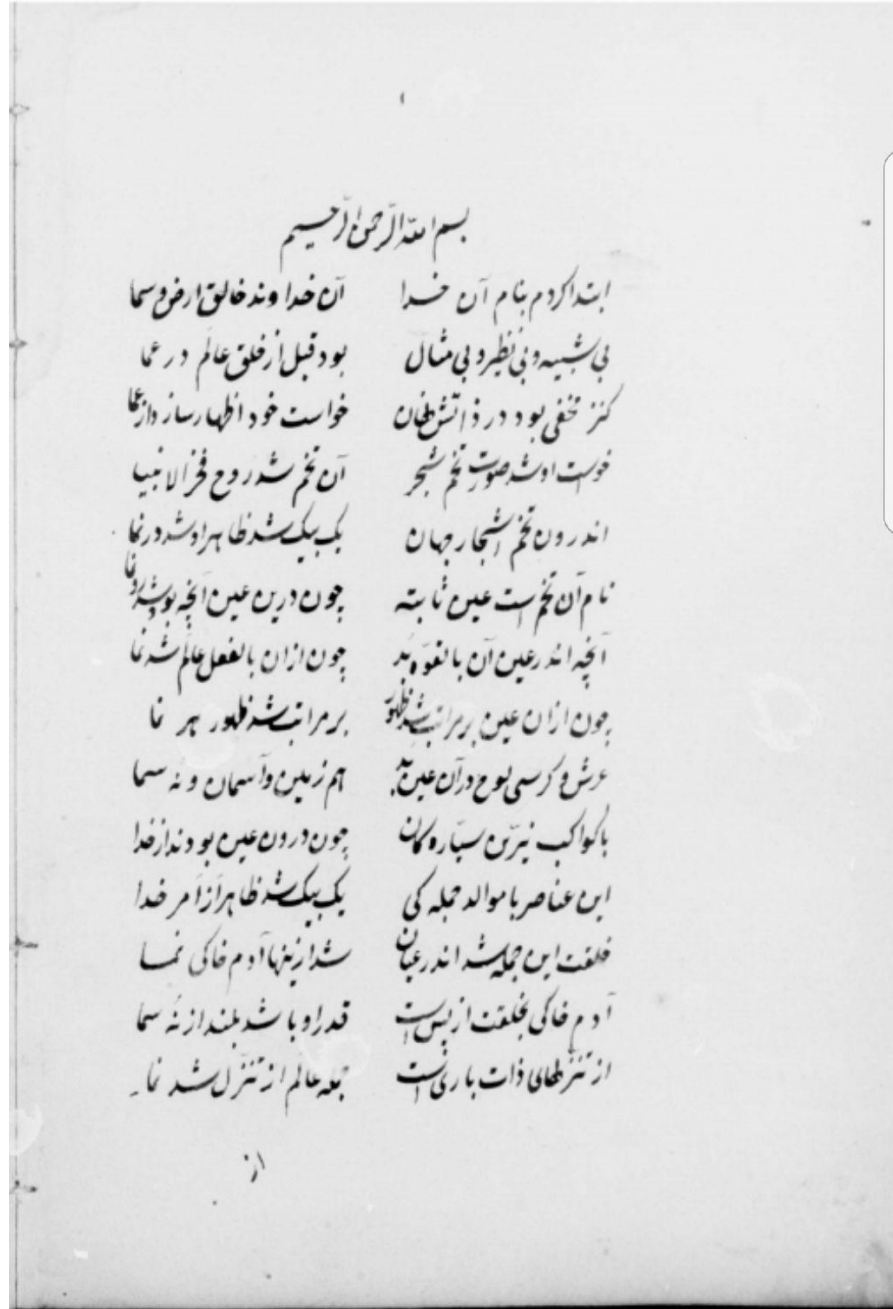 ۱
بسم الله الرحمن الرحیم
ابتدا کردم بنام آن خدا آن خداوند خالق ارض و سما
بی شبیه و بی نظیر و بی مثال بود قبل از خلق عالم در عما
کنز مخفی بود در ذاتش نهان خواست خود اظهار سازد از عما
خواست او شد صورت تخم شجر آن تخم شد روح فخر الانبیا
اندرون تخم اشجار جهان یک بیک شد ظاهر او شد در نما
نام آن تخم است عین ثابته چون درین عین آنچه بود شد رونما
آنچه اندر عین آن بالقوه بد چون ازان بالفعل عالم شد نما
چون ازان عین بر مراتب شد ظهور بر مراتب شد ظهور هر نما
عرش و کرسی لوح در آن عین بد هم زمین و آسمان و نه سما
با کواکب نیرین سیاره کان چون درون عین بودند از خدا
این عناصر با موالد جمله کی یک بیک شد ظاهر از امر خدا
خلقت این جمله شد اندر عیان شد از ینها آدم خاکی نما
آدم خاکی بخلقت از پس است قدر او باشد بلند از نه سما
از تنزلهای ذات باری است جمله عالم از تنزل شد نما
از